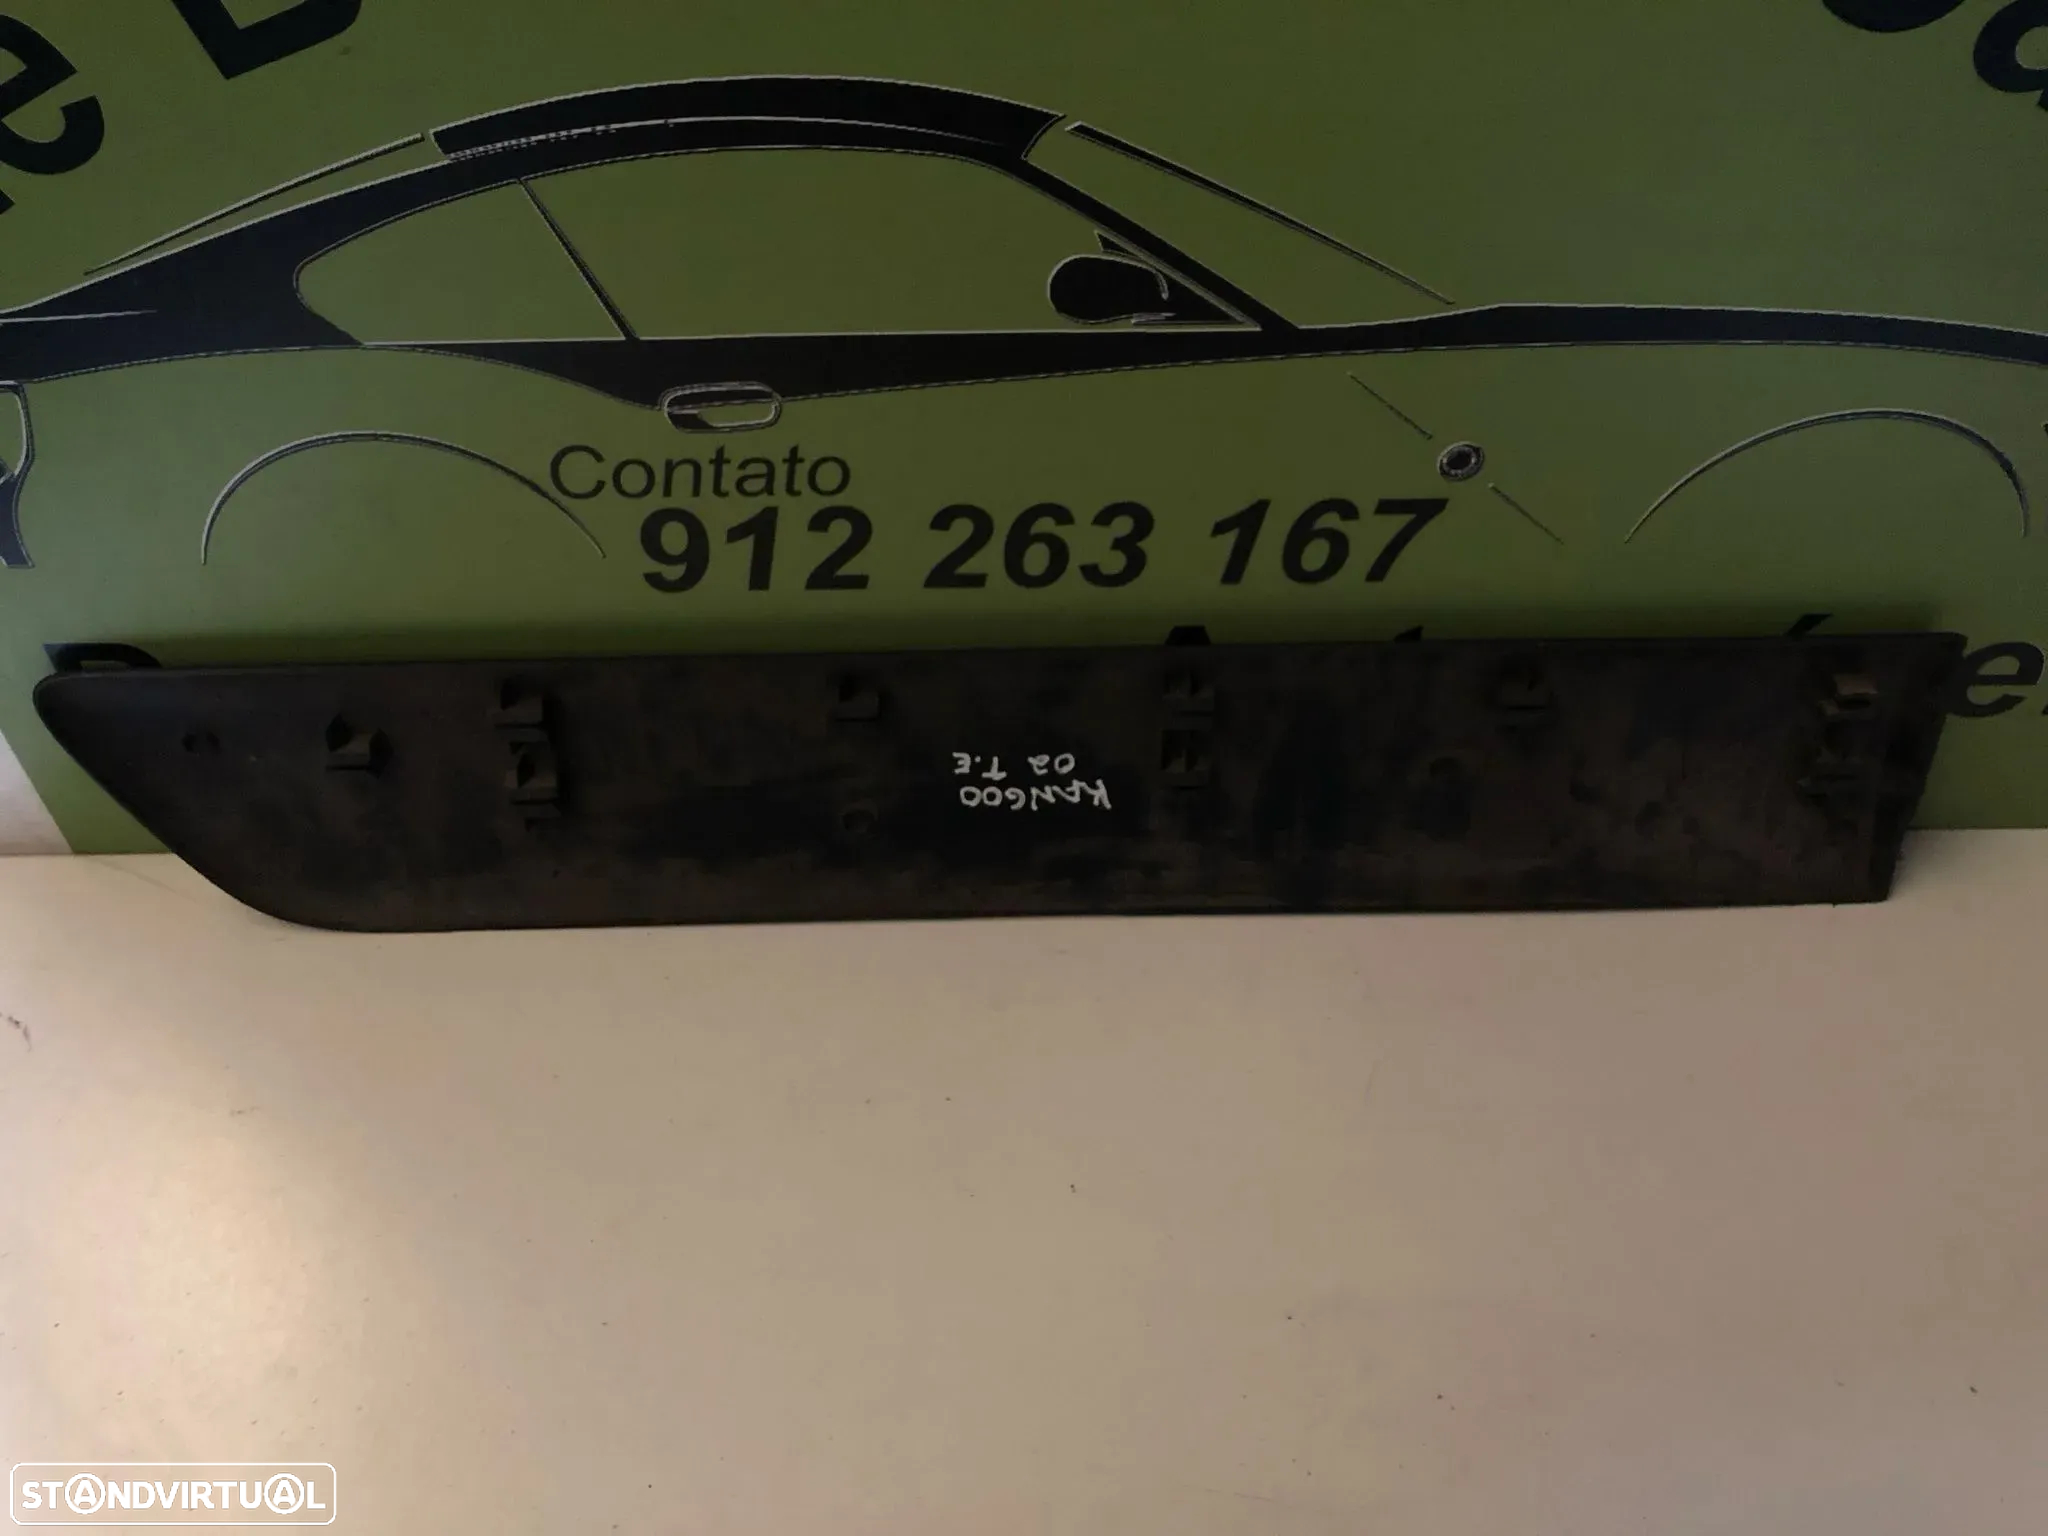 Contato
912 263 167
KANGOO
02 T.E
STANDVIRTUAL